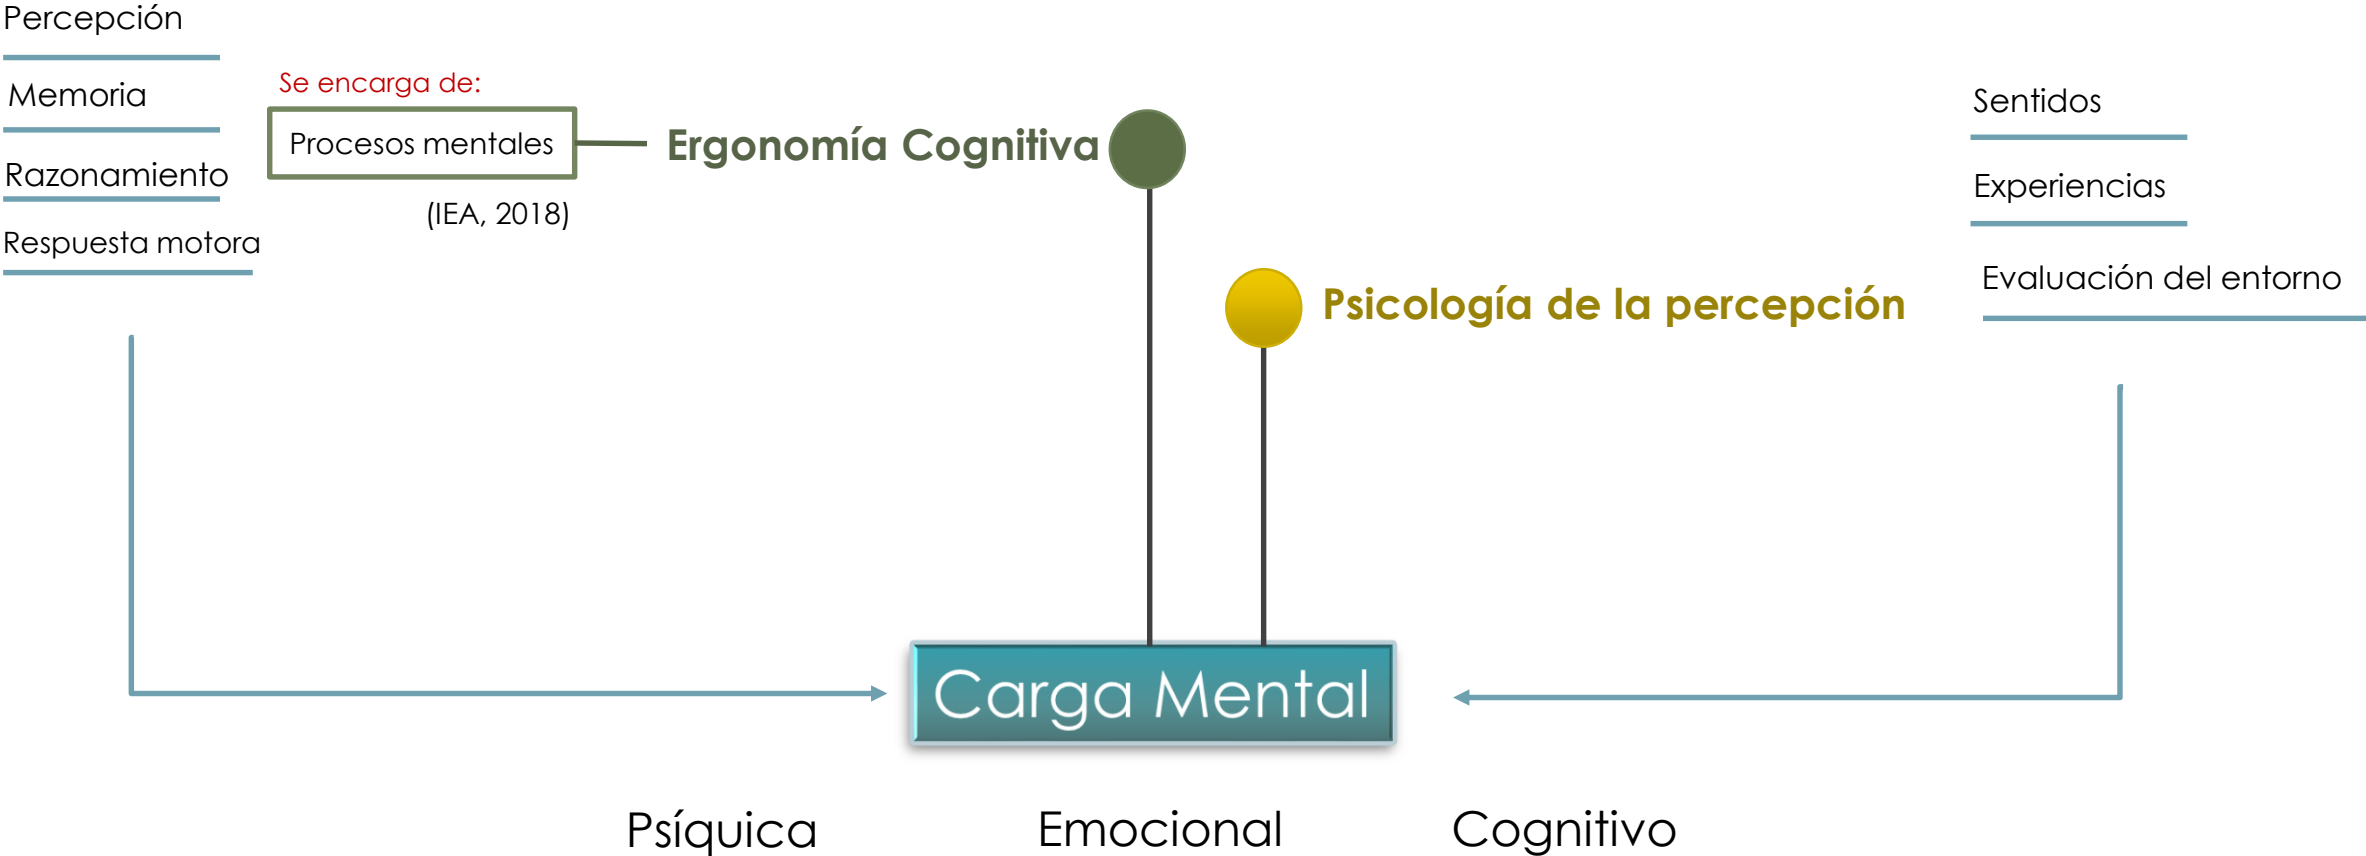 Percepción
Memoria
Razonamiento
Respuesta motora
Se encarga de:
Procesos mentales
(IEA, 2018)
Ergonomía Cognitiva
Psicología de la percepción
Sentidos
Experiencias
Evaluación del entorno
Carga Mental
Psíquica
Emocional
Cognitivo